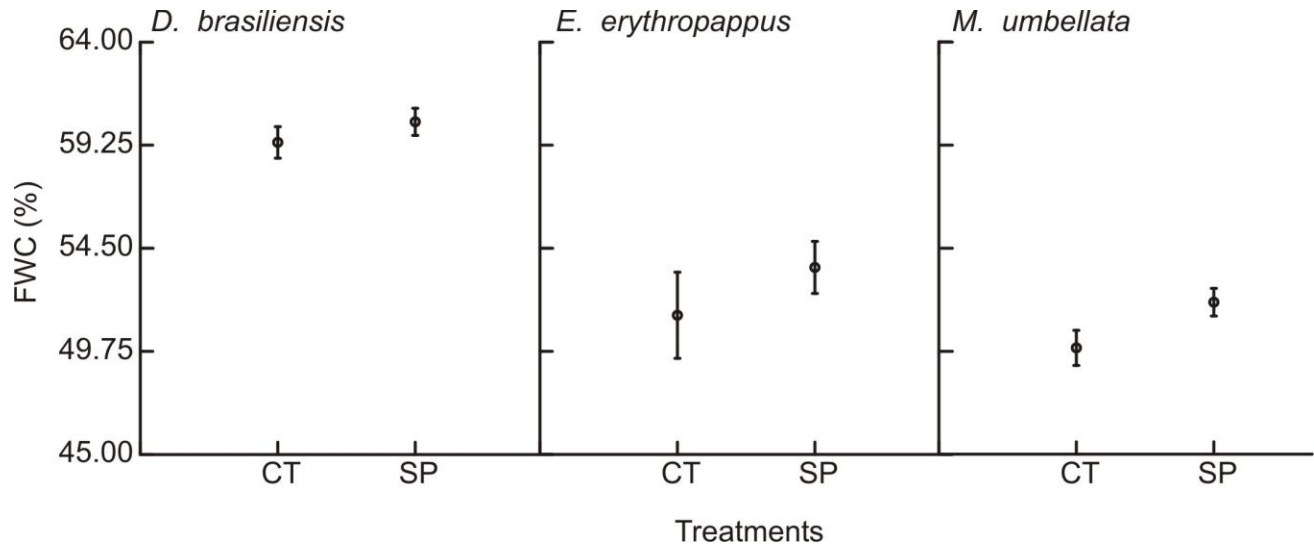 D. brasiliensis
E. erythropappus
M. umbellata
FWC (%)
64.00
59.25
54.50
49.75
45.00
CT SP CT SP CT SP
Treatments